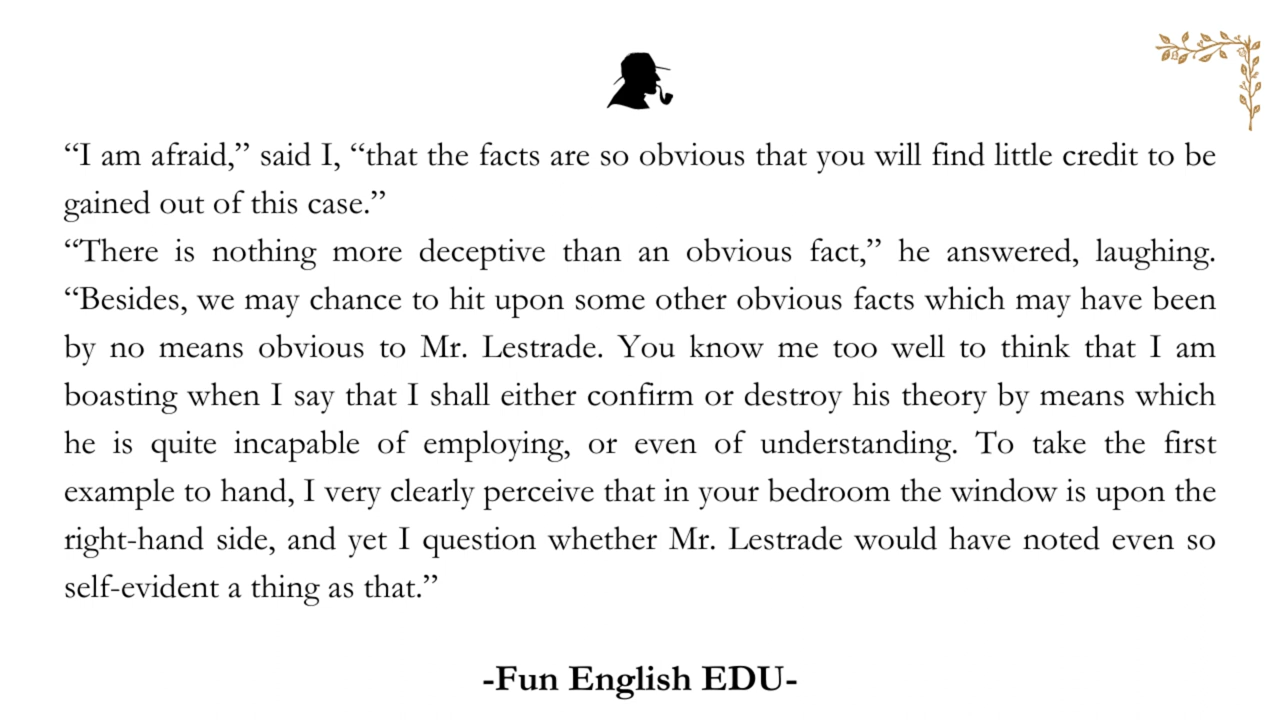 “I am afraid,” said I, “that the facts are so obvious that you will find little credit to be
gained out of this case.”
“There is nothing more deceptive than an obvious fact,” he answered, laughing.
“Besides, we may chance to hit upon some other obvious facts which may have been
by no means obvious to Mr. Lestrade. You know me too well to think that I am
boasting when I say that I shall either confirm or destroy his theory by means which
he is quite incapable of employing, or even of understanding. To take the first
example to hand, I very clearly perceive that in your bedroom the window is upon the
right-hand side, and yet I question whether Mr. Lestrade would have noted even so
self-evident a thing as that.”
-Fun English EDU-